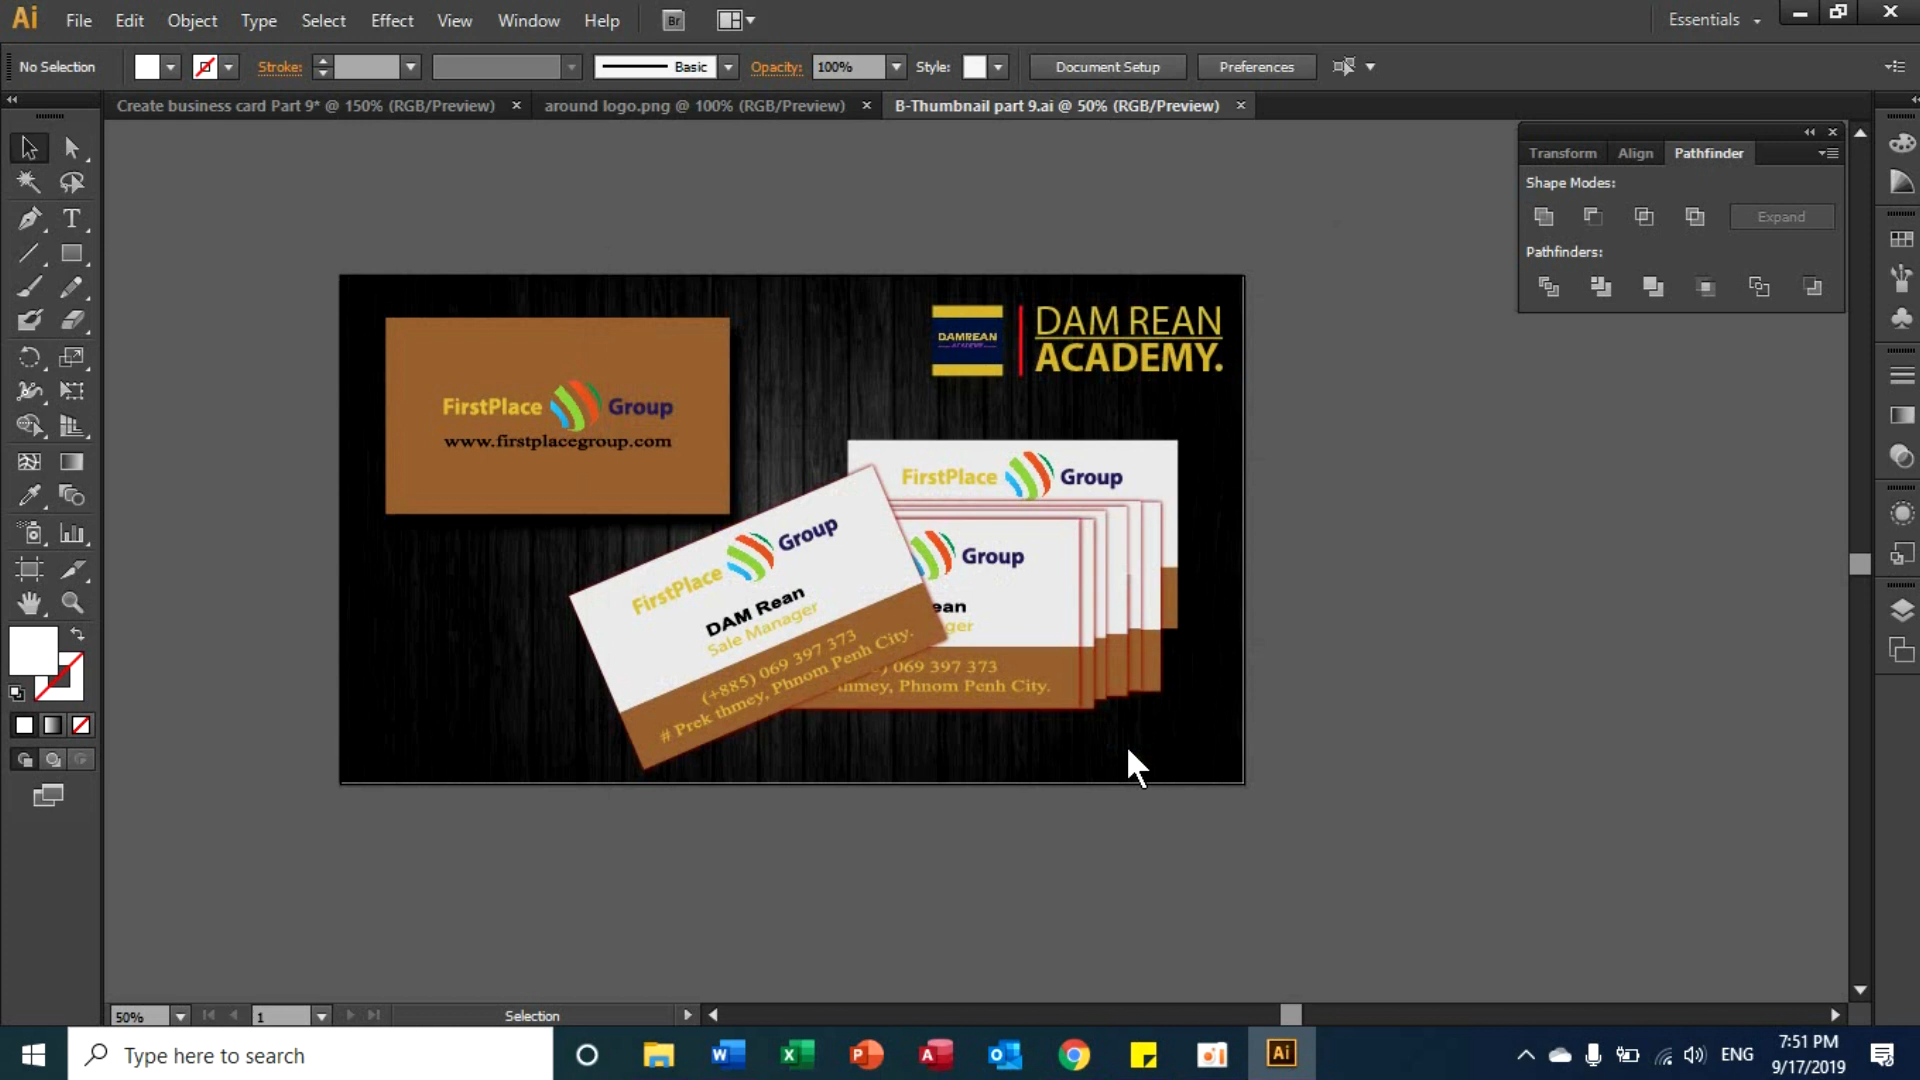 Ai File Edit Object Type Select Effect View Window Help Br Essentials
No Selection Stroke: Basic Opacity: 100% Style: Document Setup Preferences
Create business card Part 9* @ 150% (RGB/Preview) around logo.png @ 100% (RGB/Preview) B-Thumbnail part 9.ai @ 50% (RGB/Preview)
Transform Align Pathfinder
Shape Modes:
Expand
Pathfinders:
DAMREAN
ACADEMY
DAM REAN
ACADEMY.
FirstPlace Group
www.firstplacegroup.com
FirstPlace Group
FirstPlace Group
DAM Rean
Sale Manager
(+885) 069 397 373
# Prek thmey, Phnom Penh City.
Group
ean
ger
) 069 397 373
hmey, Phnom Penh City.
50% 1 Selection
Type here to search
ENG
7:51 PM
9/17/2019